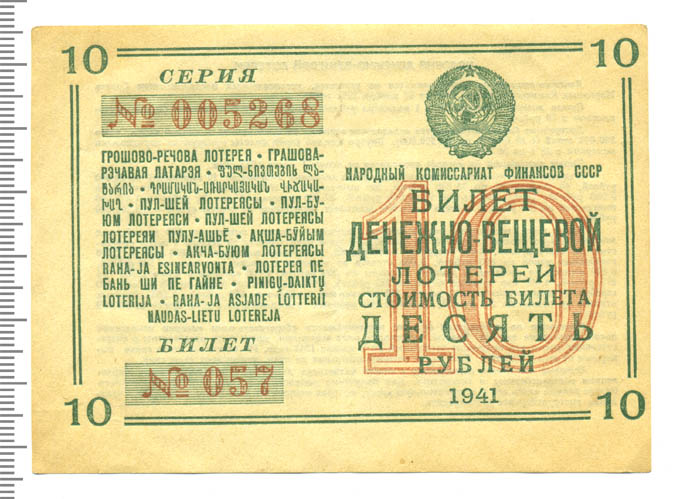 10
10
СЕРИЯ
№ 005268
ГРОШОВО-РЕЧОВА ЛОТЕРЕЯ • ГРАШОВА-
РЭЧАВАЯ ЛАТАРЭЯ •
• ПУЛ-ШЕЙ ЛОТЕРЕЯСЫ • ПУЛ-БУ-
ЮМ ЛОТЕРЕЯСИ • ПУЛ-ШЕЙ ЛОТЕРЕЯСЫ
ЛОТЕРЕЯИ ПУЛУ-АШЬЁ • АҚША-БҰЙЫМ
ЛОТЕРЕЯСЫ • АКЧА-БУЮМ ЛОТЕРЕЯСЫ
RAHA-JA ESINEARVONTA • ЛОТЕРЕЯ ПЕ
БАНЬ ШИ ПЕ ГАЙНЕ • PINIGŲ-DAIKTŲ
LOTERIJA • RAHA-JA ASJADE LOTTERII
NAUDAS-LIETU LOTEREJA
БИЛЕТ
№ 057
НАРОДНЫЙ КОМИССАРИАТ ФИНАНСОВ СССР
БИЛЕТ
ДЕНЕЖНО-ВЕЩЕВОЙ
ЛОТЕРЕИ
СТОИМОСТЬ БИЛЕТА
10
ДЕСЯТЬ
РУБЛЕЙ
1941
10
10